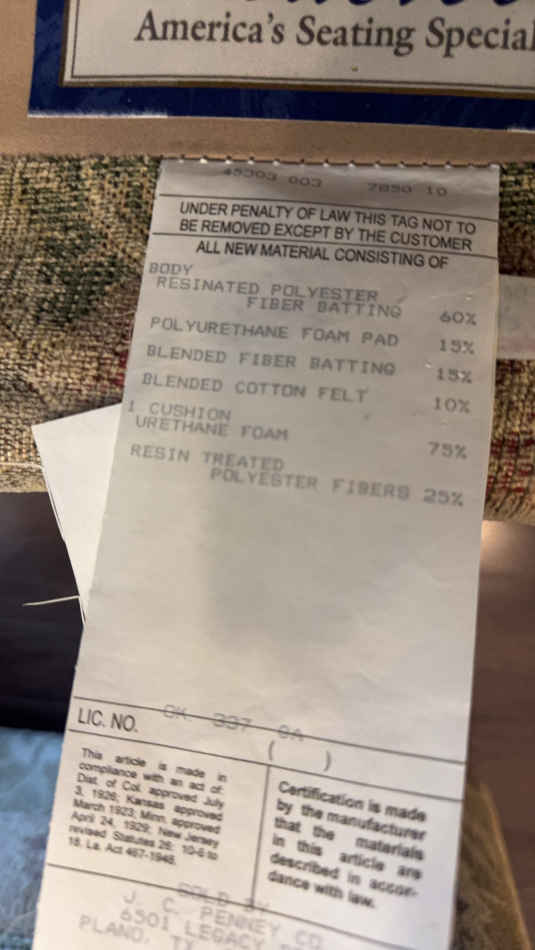 America's Seating Special
45303 003 7850 10
UNDER PENALTY OF LAW THIS TAG NOT TO
BE REMOVED EXCEPT BY THE CUSTOMER
ALL NEW MATERIAL CONSISTING OF
BODY
RESINATED POLYESTER
FIBER BATTING 60%
POLYURETHANE FOAM PAD 15%
BLENDED FIBER BATTING 15%
BLENDED COTTON FELT 10%
1 CUSHION
URETHANE FOAM 75%
RESIN TREATED
POLYESTER FIBERS 25%
LIC. NO. OK. 337 GA
( )
This article is made in
compliance with an act of:
Dist. of Col. approved July
3, 1926; Kansas approved
March 1923; Minn. approved
April 24, 1929; New Jersey
revised Statutes 26: 10-6 to
18. La. Act 467-1948.
Certification is made
by the manufacturer
that the materials
in this article are
described in accor-
dance with law.
SOLD BY
J. C. PENNEY CO
6501 LEGACY
PLANO, TX